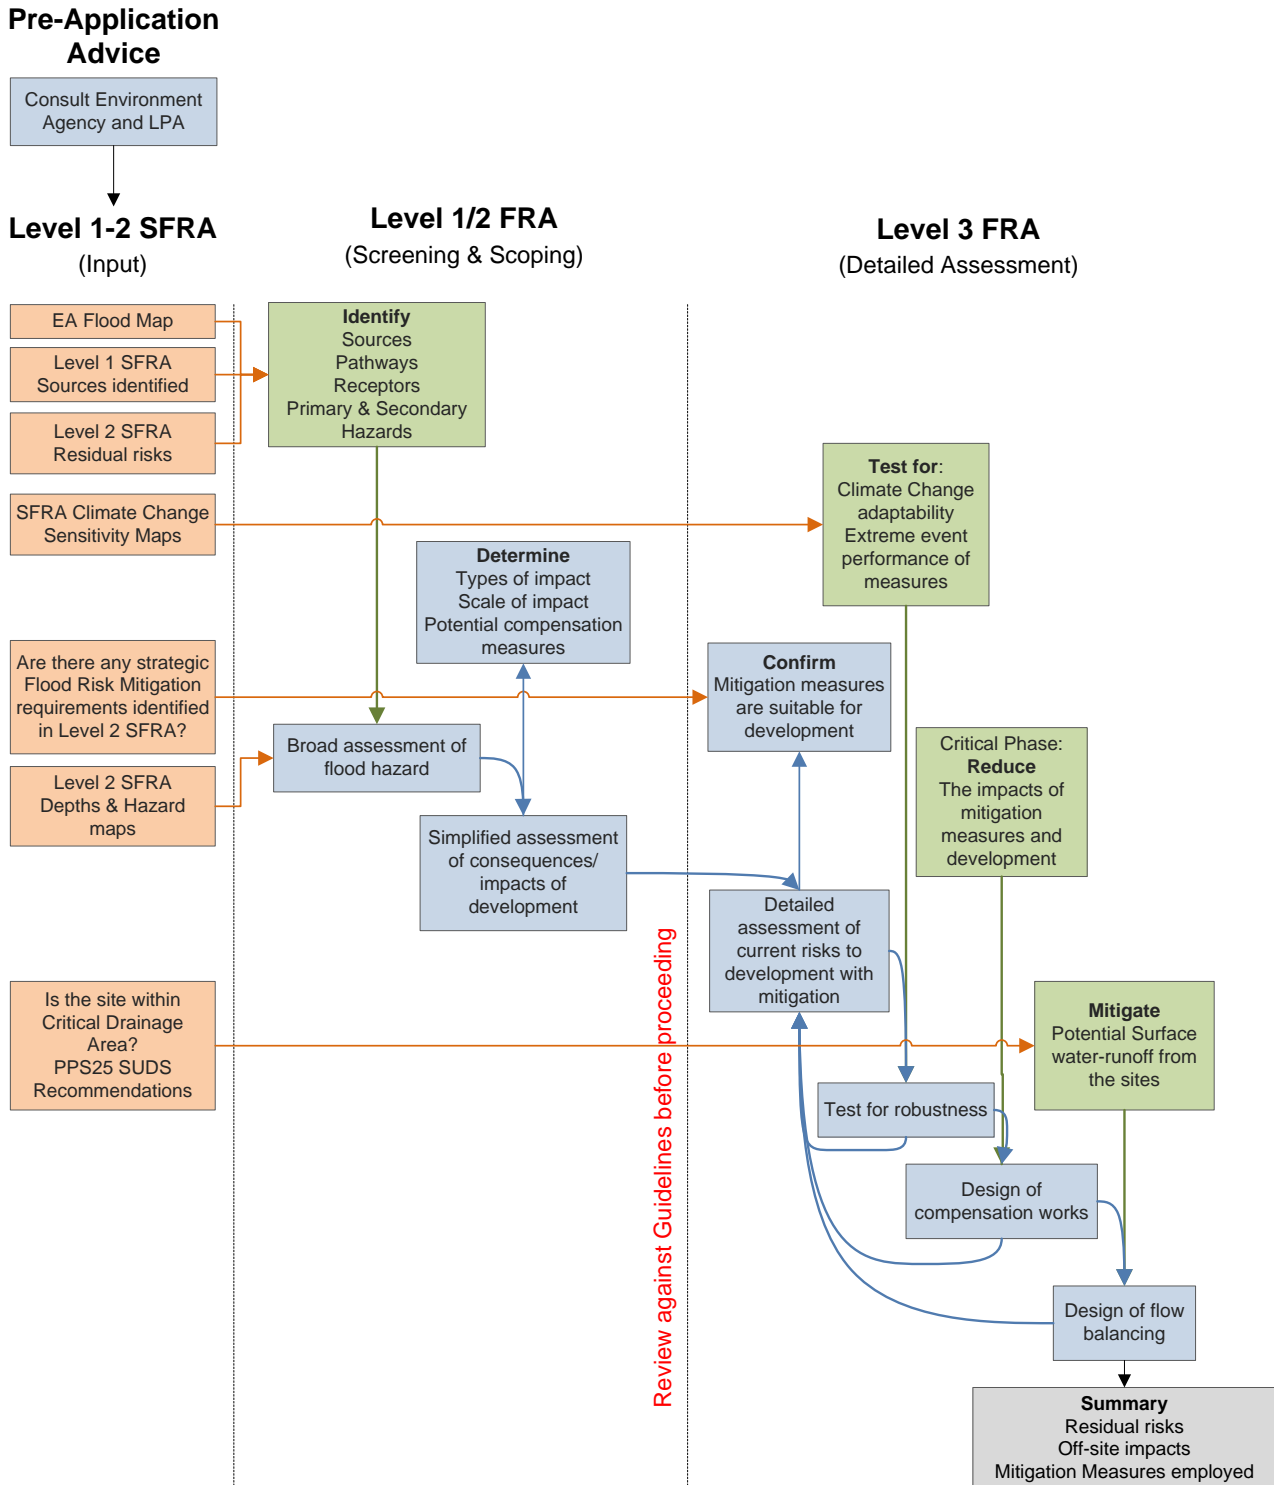 Pre-Application
Advice
Consult Environment
Agency and LPA
Level 1-2 SFRA
(Input)
Level 1/2 FRA
(Screening & Scoping)
Level 3 FRA
(Detailed Assessment)
EA Flood Map
Level 1 SFRA
Sources identified
Level 2 SFRA
Residual risks
SFRA Climate Change
Sensitivity Maps
Are there any strategic
Flood Risk Mitigation
requirements identified
in Level 2 SFRA?
Level 2 SFRA
Depths & Hazard
maps
Is the site within
Critical Drainage
Area?
PPS25 SUDS
Recommendations
Identify
Sources
Pathways
Receptors
Primary & Secondary
Hazards
Determine
Types of impact
Scale of impact
Potential compensation
measures
Broad assessment of
flood hazard
Simplified assessment
of consequences/
impacts of
development
Review against Guidelines before proceeding
Test for:
Climate Change
adaptability
Extreme event
performance of
measures
Confirm
Mitigation measures
are suitable for
development
Critical Phase:
Reduce
The impacts of
mitigation
measures and
development
Detailed
assessment of
current risks to
development with
mitigation
Mitigate
Potential Surface
water-runoff from
the sites
Test for robustness
Design of
compensation works
Design of flow
balancing
Summary
Residual risks
Off-site impacts
Mitigation Measures employed